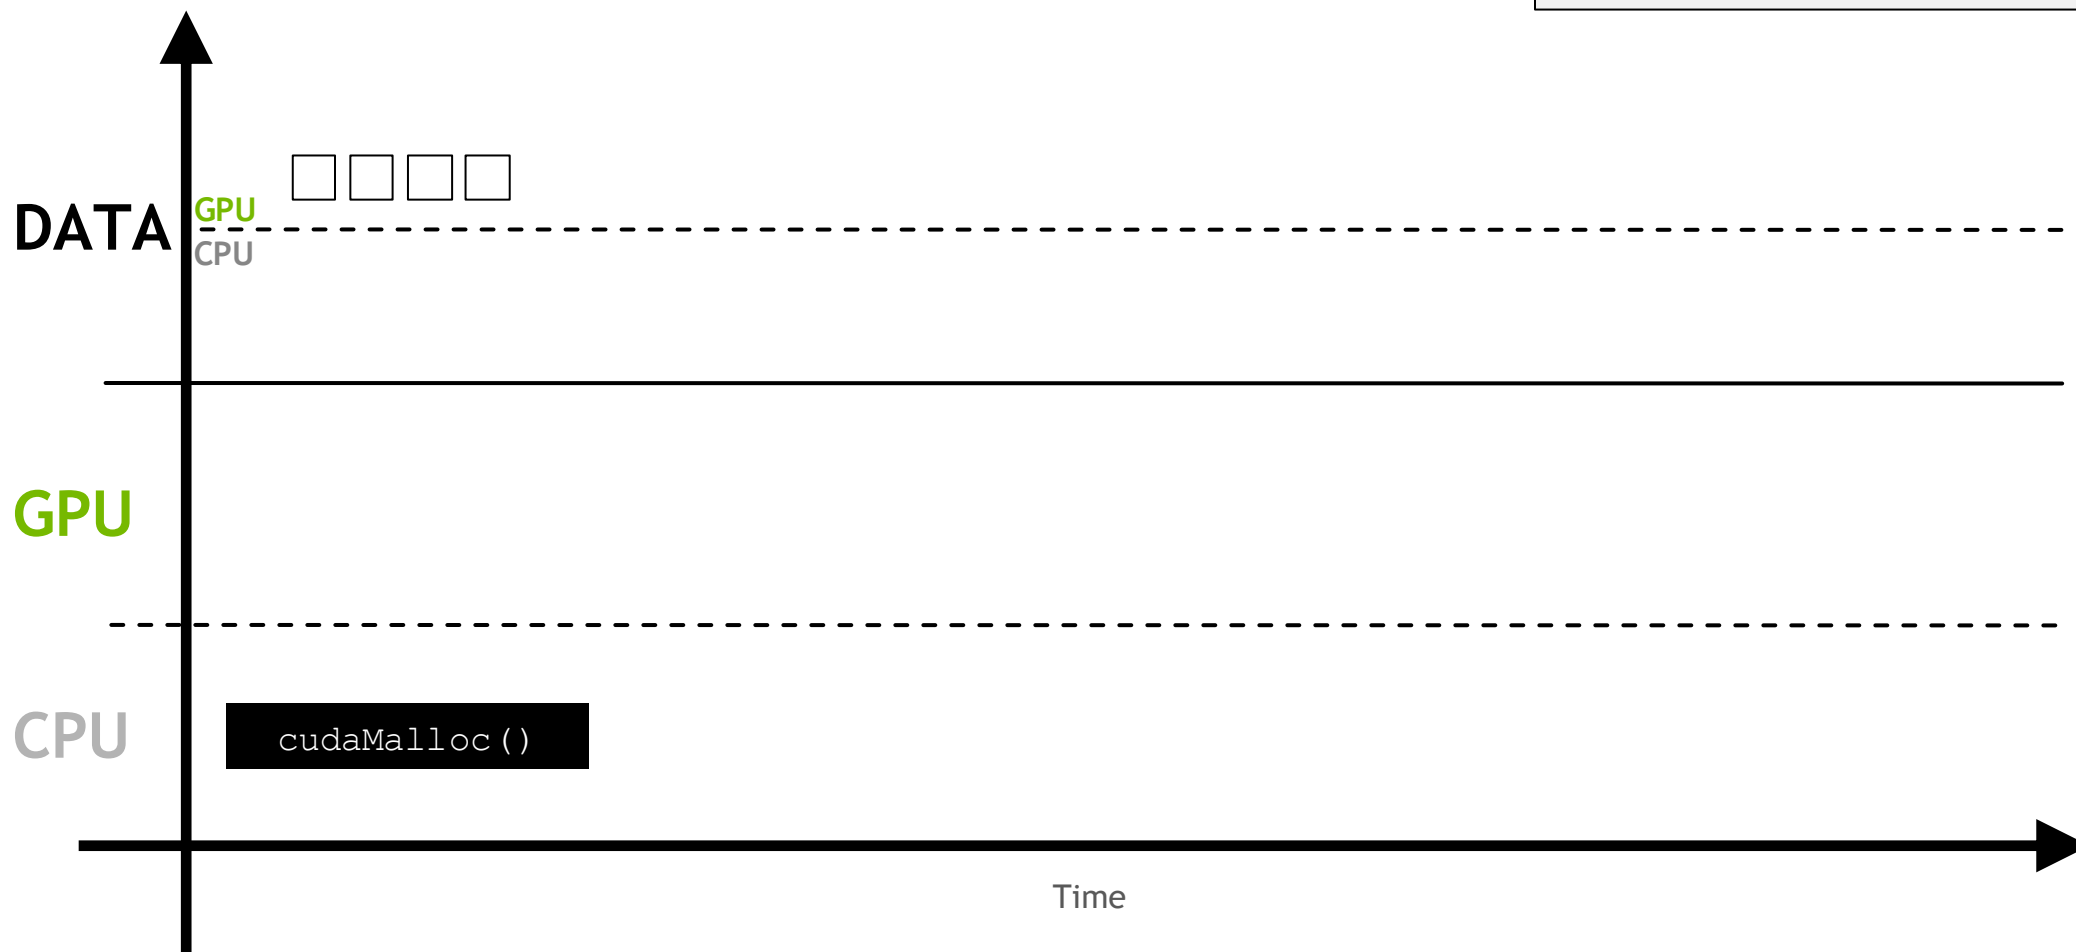 DATA
GPU
CPU
GPU
CPU
cudaMalloc()
Time